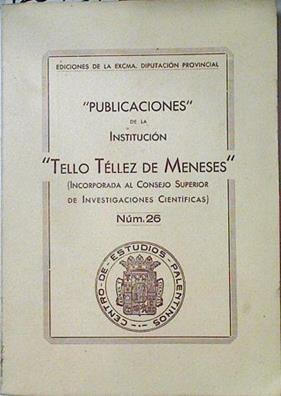 EDICIONES DE LA EXCMA. DIPUTACIÓN PROVINCIAL
"PUBLICACIONES"
DE LA
INSTITUCIÓN
"TELLO TÉLLEZ DE MENESES"
(INCORPORADA AL CONSEJO SUPERIOR
DE INVESTIGACIONES CIENTÍFICAS)
Núm. 26
CENTRO-DE-ESTUDIOS-PALENTINOS